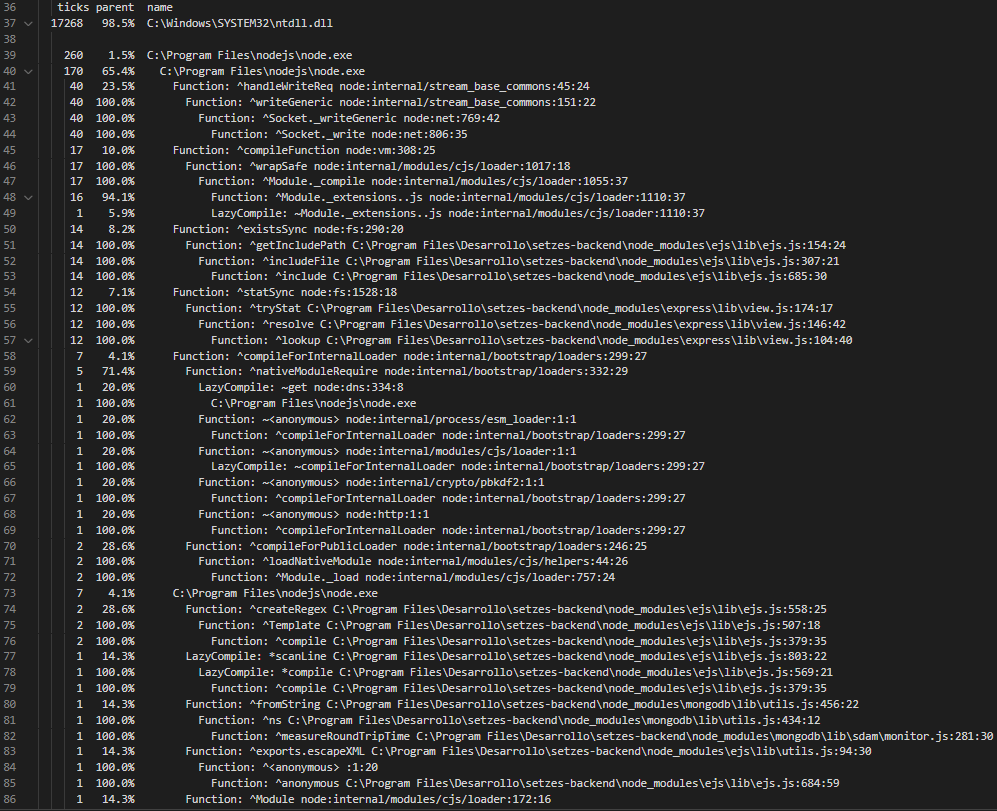 36 ticks parent name
37 17268 98.5% C:\Windows\SYSTEM32\ntdll.dll
38
39 260 1.5% C:\Program Files\nodejs\node.exe
40 170 65.4% C:\Program Files\nodejs\node.exe
41 40 23.5% Function: ^handleWriteReq node:internal/stream_base_commons:45:24
42 40 100.0% Function: ^writeGeneric node:internal/stream_base_commons:151:22
43 40 100.0% Function: ^Socket._writeGeneric node:net:769:42
44 40 100.0% Function: ^Socket._write node:net:806:35
45 17 10.0% Function: ^compileFunction node:vm:308:25
46 17 100.0% Function: ^wrapSafe node:internal/modules/cjs/loader:1017:18
47 17 100.0% Function: ^Module._compile node:internal/modules/cjs/loader:1055:37
48 16 94.1% Function: ^Module._extensions..js node:internal/modules/cjs/loader:1110:37
49 1 5.9% LazyCompile: ~Module._extensions..js node:internal/modules/cjs/loader:1110:37
50 14 8.2% Function: ^existsSync node:fs:290:20
51 14 100.0% Function: ^getIncludePath C:\Program Files\Desarrollo\setzes-backend\node_modules\ejs\lib\ejs.js:154:24
52 14 100.0% Function: ^includeFile C:\Program Files\Desarrollo\setzes-backend\node_modules\ejs\lib\ejs.js:307:21
53 14 100.0% Function: ^include C:\Program Files\Desarrollo\setzes-backend\node_modules\ejs\lib\ejs.js:685:30
54 12 7.1% Function: ^statSync node:fs:1528:18
55 12 100.0% Function: ^tryStat C:\Program Files\Desarrollo\setzes-backend\node_modules\express\lib\view.js:174:17
56 12 100.0% Function: ^resolve C:\Program Files\Desarrollo\setzes-backend\node_modules\express\lib\view.js:146:42
57 12 100.0% Function: ^lookup C:\Program Files\Desarrollo\setzes-backend\node_modules\express\lib\view.js:104:40
58 7 4.1% Function: ^compileForInternalLoader node:internal/bootstrap/loaders:299:27
59 5 71.4% Function: ^nativeModuleRequire node:internal/bootstrap/loaders:332:29
60 1 20.0% LazyCompile: ~get node:dns:334:8
61 1 100.0% C:\Program Files\nodejs\node.exe
62 1 20.0% Function: ~<anonymous> node:internal/process/esm_loader:1:1
63 1 100.0% Function: ^compileForInternalLoader node:internal/bootstrap/loaders:299:27
64 1 20.0% Function: ~<anonymous> node:internal/modules/cjs/loader:1:1
65 1 100.0% LazyCompile: ~compileForInternalLoader node:internal/bootstrap/loaders:299:27
66 1 20.0% Function: ~<anonymous> node:internal/crypto/pbkdf2:1:1
67 1 100.0% Function: ^compileForInternalLoader node:internal/bootstrap/loaders:299:27
68 1 20.0% Function: ~<anonymous> node:http:1:1
69 1 100.0% Function: ^compileForInternalLoader node:internal/bootstrap/loaders:299:27
70 2 28.6% Function: ^compileForPublicLoader node:internal/bootstrap/loaders:246:25
71 2 100.0% Function: ^loadNativeModule node:internal/modules/cjs/helpers:44:26
72 2 100.0% Function: ^Module._load node:internal/modules/cjs/loader:757:24
73 7 4.1% C:\Program Files\nodejs\node.exe
74 2 28.6% Function: ^createRegex C:\Program Files\Desarrollo\setzes-backend\node_modules\ejs\lib\ejs.js:558:25
75 2 100.0% Function: ^Template C:\Program Files\Desarrollo\setzes-backend\node_modules\ejs\lib\ejs.js:507:18
76 2 100.0% Function: ^compile C:\Program Files\Desarrollo\setzes-backend\node_modules\ejs\lib\ejs.js:379:35
77 1 14.3% LazyCompile: *scanLine C:\Program Files\Desarrollo\setzes-backend\node_modules\ejs\lib\ejs.js:803:22
78 1 100.0% LazyCompile: *compile C:\Program Files\Desarrollo\setzes-backend\node_modules\ejs\lib\ejs.js:569:21
79 1 100.0% Function: ^compile C:\Program Files\Desarrollo\setzes-backend\node_modules\ejs\lib\ejs.js:379:35
80 1 14.3% Function: ^fromString C:\Program Files\Desarrollo\setzes-backend\node_modules\mongodb\lib\utils.js:456:22
81 1 100.0% Function: ^ns C:\Program Files\Desarrollo\setzes-backend\node_modules\mongodb\lib\utils.js:434:12
82 1 100.0% Function: ^measureRoundTripTime C:\Program Files\Desarrollo\setzes-backend\node_modules\mongodb\lib\sdam\monitor.js:281:30
83 1 14.3% Function: ^exports.escapeXML C:\Program Files\Desarrollo\setzes-backend\node_modules\ejs\lib\utils.js:94:30
84 1 100.0% Function: ^<anonymous> :1:20
85 1 100.0% Function: ^anonymous C:\Program Files\Desarrollo\setzes-backend\node_modules\ejs\lib\ejs.js:684:59
86 1 14.3% Function: ^Module node:internal/modules/cjs/loader:172:16